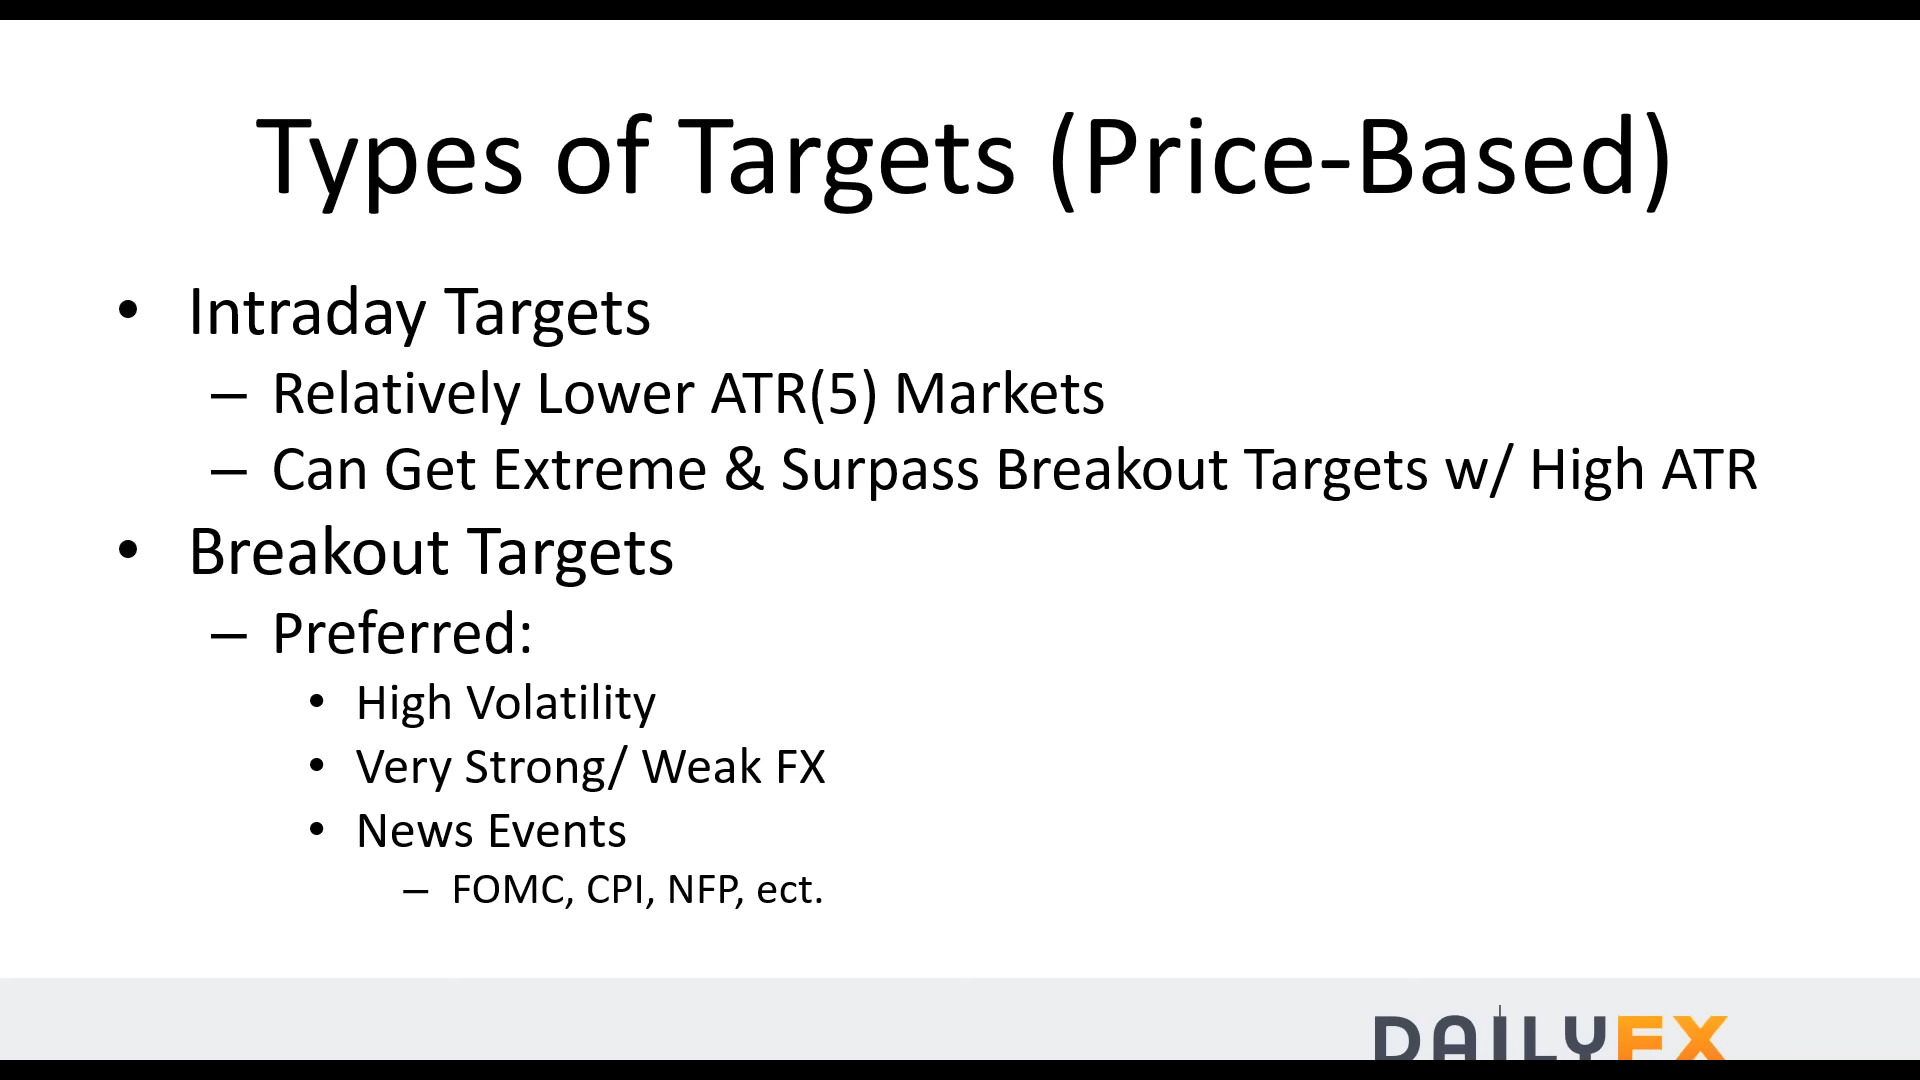 Types of Targets (Price-Based)
• Intraday Targets
– Relatively Lower ATR(5) Markets
– Can Get Extreme & Surpass Breakout Targets w/ High ATR
• Breakout Targets
– Preferred:
• High Volatility
• Very Strong/ Weak FX
• News Events
– FOMC, CPI, NFP, ect.
DAILYFX